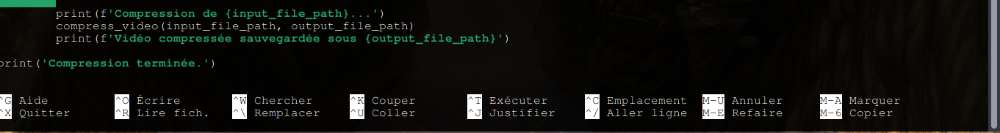 print(f'Compression de {input_file_path}...')
compress_video(input_file_path, output_file_path)
print(f'Vidéo compressée sauvegardée sous {output_file_path}')
print('Compression terminée.')
^G Aide ^O Écrire ^W Chercher ^K Couper ^T Exécuter ^C Emplacement M-U Annuler M-A Marquer
^X Quitter ^R Lire fich. ^\ Remplacer ^U Coller ^J Justifier ^/ Aller ligne M-E Refaire M-6 Copier